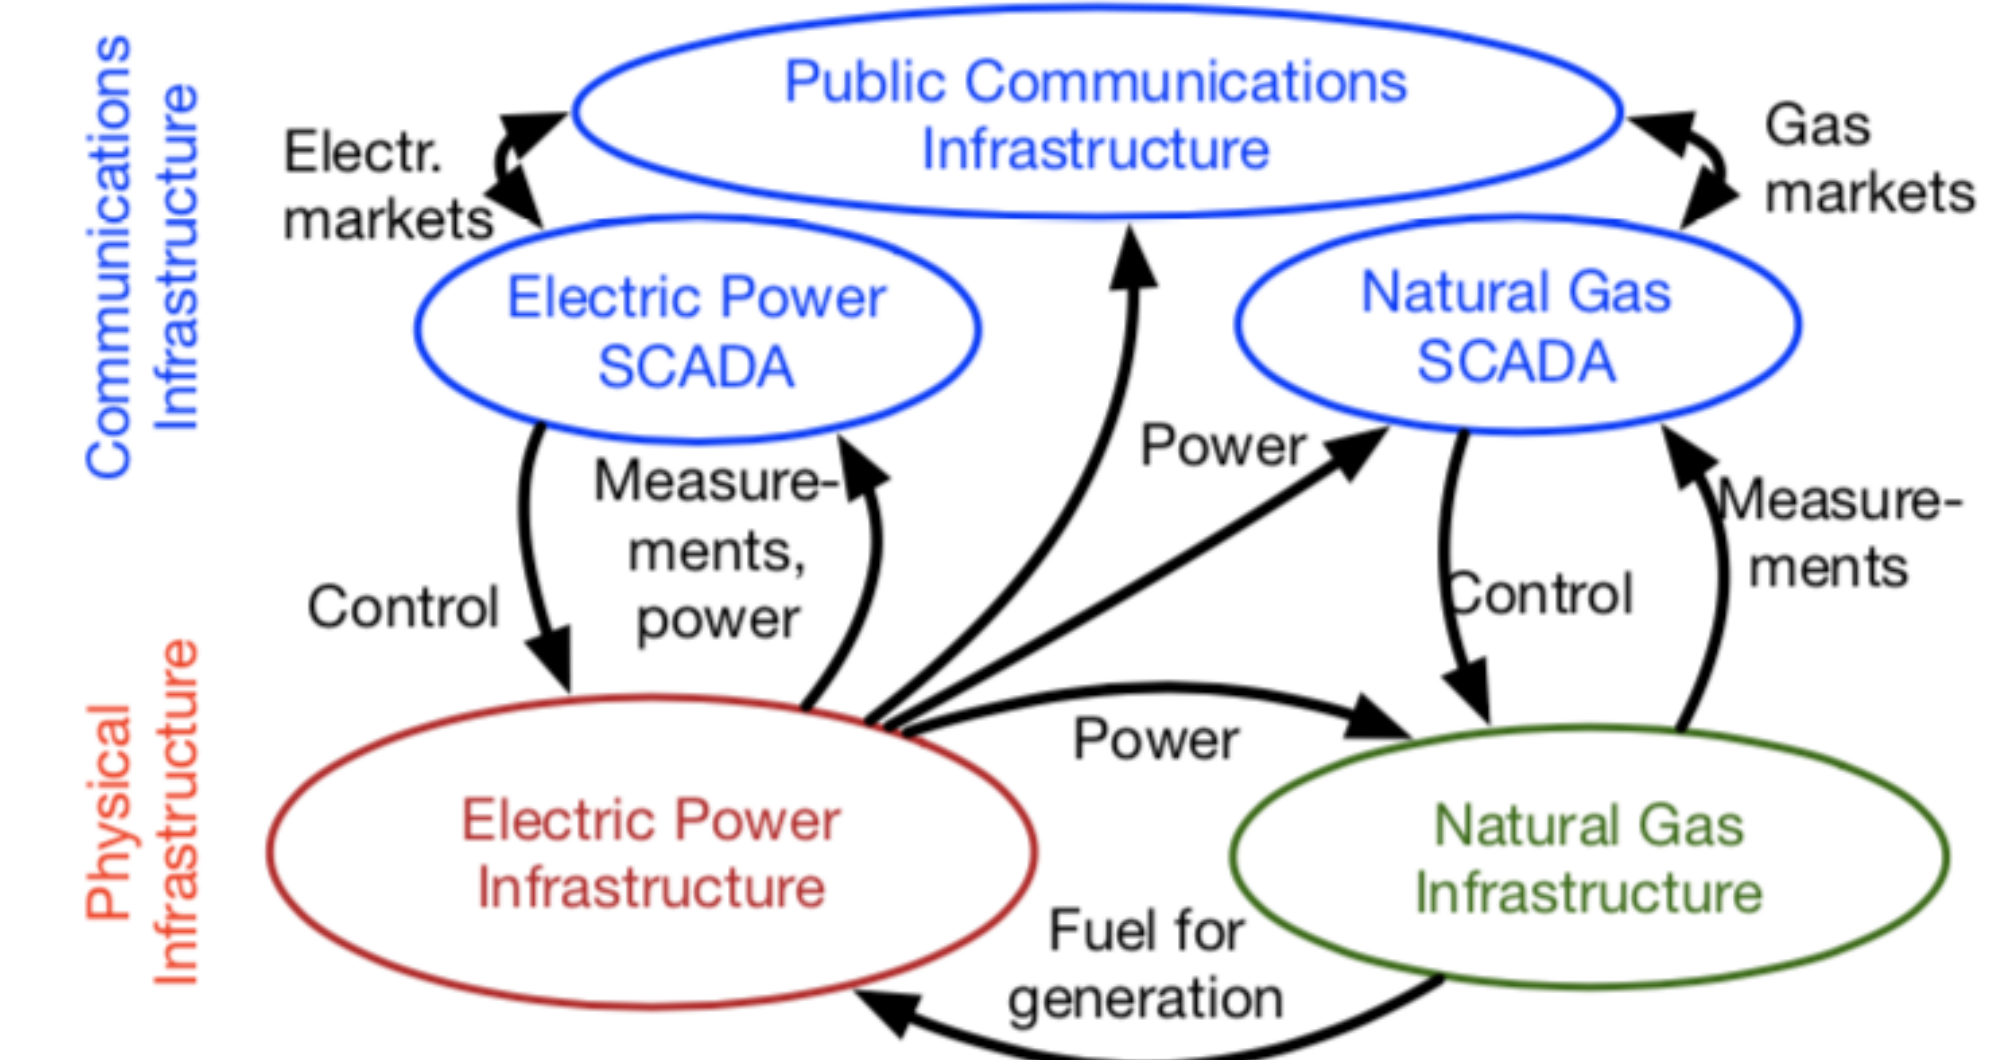 Communications
Infrastructure
Public Communications
Infrastructure
Electr.
markets
Gas
markets
Electric Power
SCADA
Natural Gas
SCADA
Power
Measure-
ments,
power
Control
Measure-
ments
Control
Physical
Infrastructure
Power
Electric Power
Infrastructure
Natural Gas
Infrastructure
Fuel for
generation